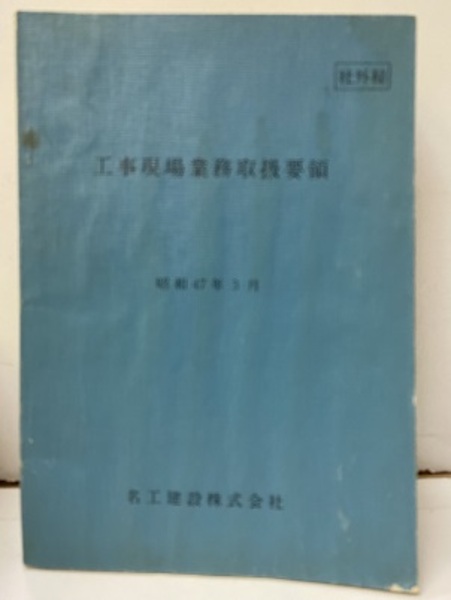 社外秘
工事現場業務取扱要領
昭和47年3月
名工建設株式会社